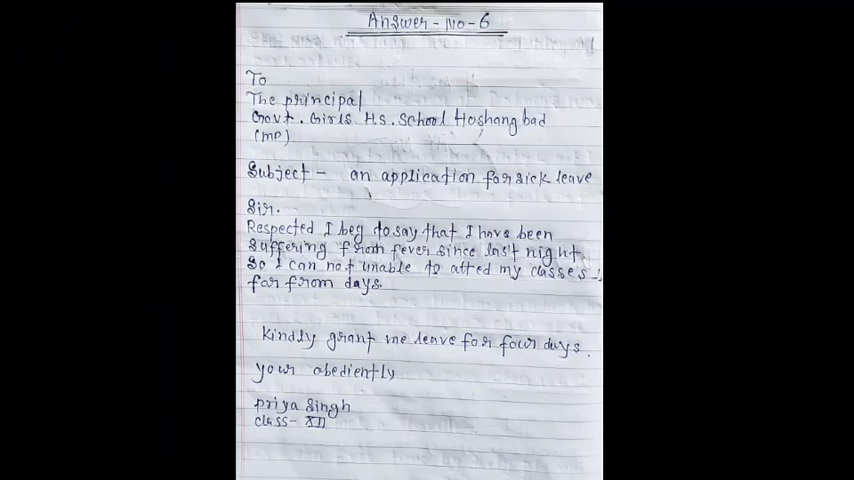 Answer-No-6
To
The principal
Govt. Girls H.S. School Hoshangbad
(MP)
Subject - an application for sick leave
Sir.
Respected I beg to say that I have been
suffering from fever since last night.
So I can not unable to atted my classes
for from days.
Kindly grant me leave for four days.
your obediently
priya Singh
class- XII